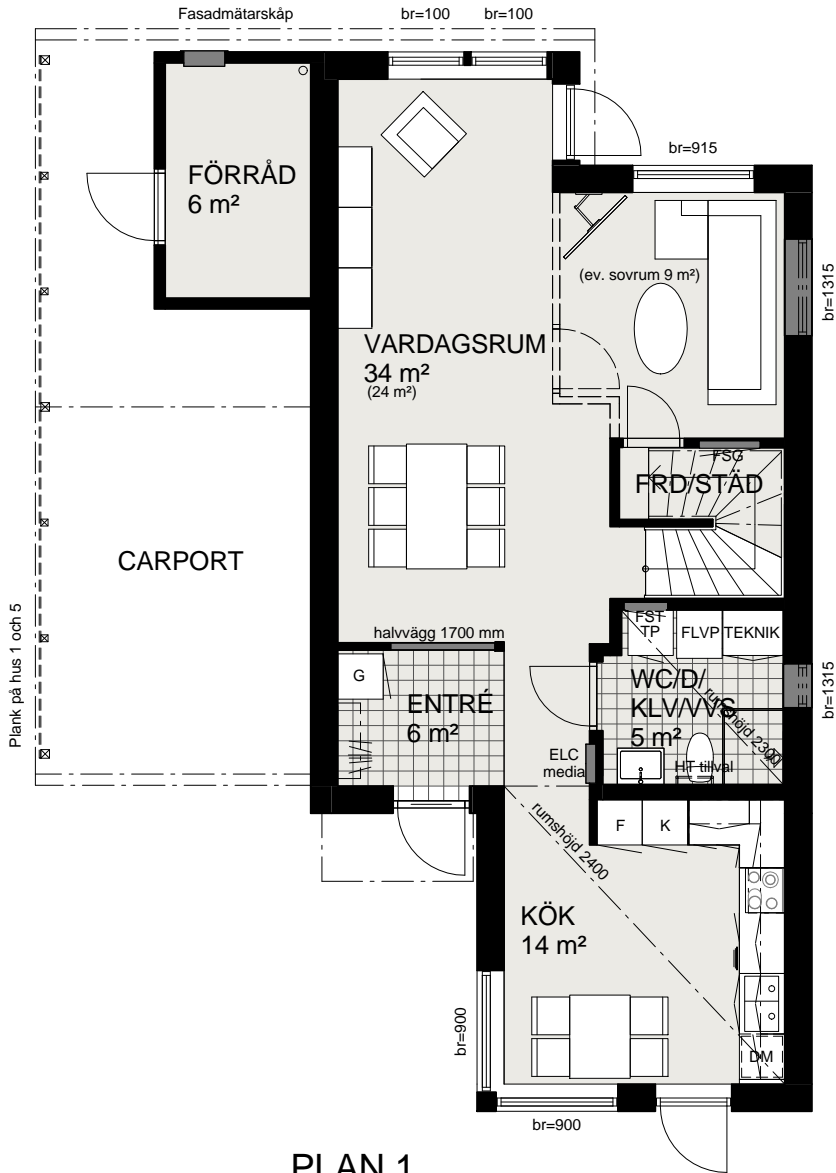 Fasadmätarskåp
br=100
br=100
br=915
FÖRRÅD
6 m²
(ev. sovrum 9 m²)
br=1315
VARDAGSRUM
34 m²
(24 m²)
FSG
FRD/STÄD
CARPORT
Plank på hus 1 och 5
halvvägg 1700 mm
FST
TP
FLVP
TEKNIK
G
ENTRÉ
6 m²
WC/D/
KLV/VVC
5 m²
rumshöjd 2300
br=1315
ELC
media
HT tillval
rumshöjd 2400
F
K
KÖK
14 m²
br=900
DM
br=900
PLAN 1